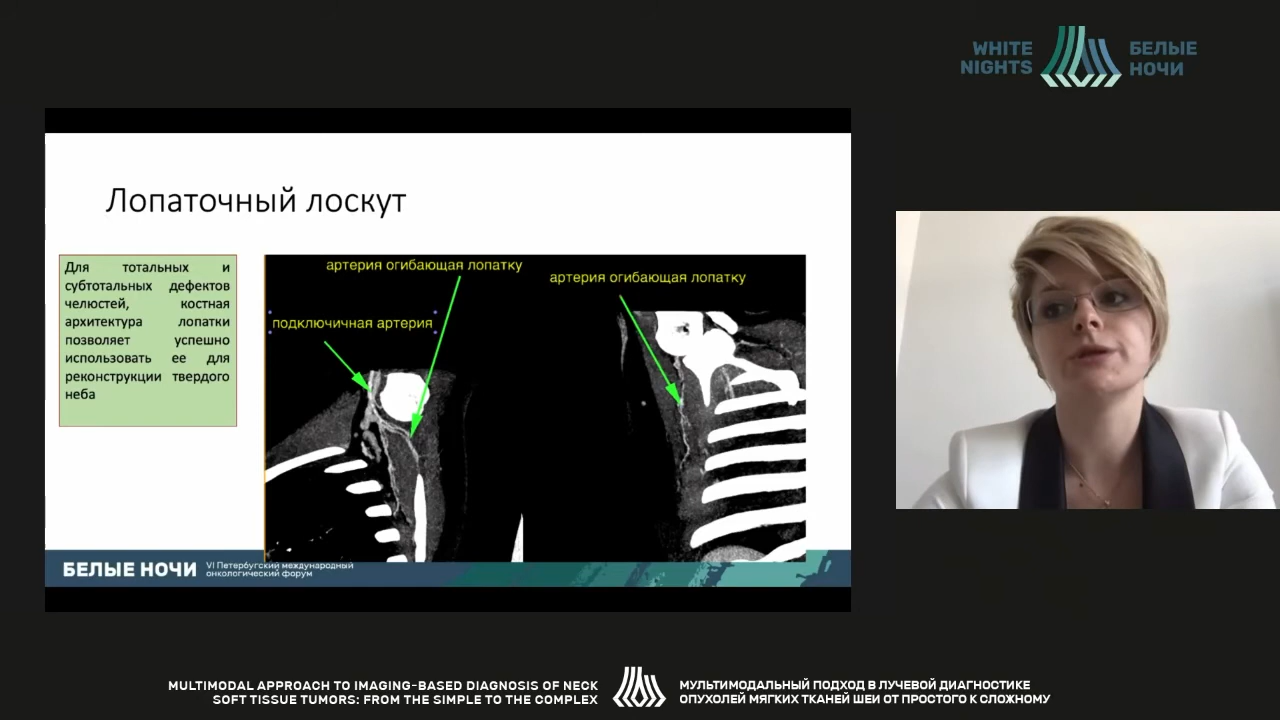 WHITE
NIGHTS
БЕЛЫЕ
НОЧИ
Лопаточный лоскут
Для тотальных и
субтотальных дефектов
челюстей, костная
архитектура лопатки
позволяет успешно
использовать ее для
реконструкции твердого
неба
артерия огибающая лопатку
подключичная артерия
артерия огибающая лопатку
БЕЛЫЕ НОЧИ
VI Петербургский международный
онкологический форум
MULTIMODAL APPROACH TO IMAGING-BASED DIAGNOSIS OF NECK
SOFT TISSUE TUMORS: FROM THE SIMPLE TO THE COMPLEX
МУЛЬТИМОДАЛЬНЫЙ ПОДХОД В ЛУЧЕВОЙ ДИАГНОСТИКЕ
ОПУХОЛЕЙ МЯГКИХ ТКАНЕЙ ШЕИ ОТ ПРОСТОГО К СЛОЖНОМУ